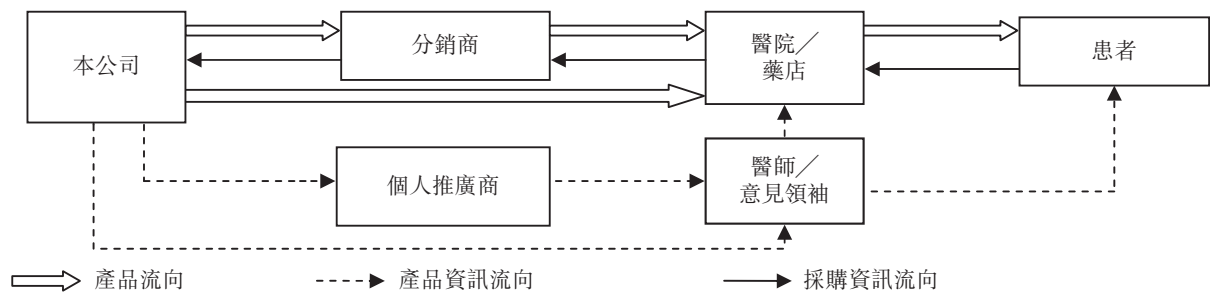 本公司
分銷商
醫院／
藥店
患者
個人推廣商
醫師／
意見領袖
產品流向
產品資訊流向
採購資訊流向